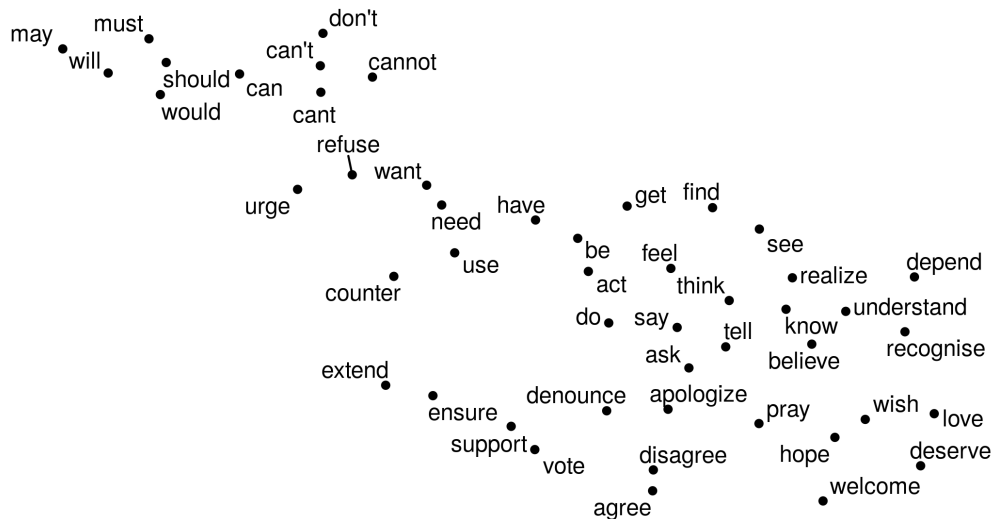 don't
must
may
can't
will
cannot
should
can
would
cant
refuse
want
find
get
urge
have
need
see
be
feel
use
depend
realize
act
think
counter
understand
do
say
know
tell
recognise
ask
believe
extend
apologize
denounce
wish
pray
ensure
love
support
deserve
hope
disagree
vote
welcome
agree